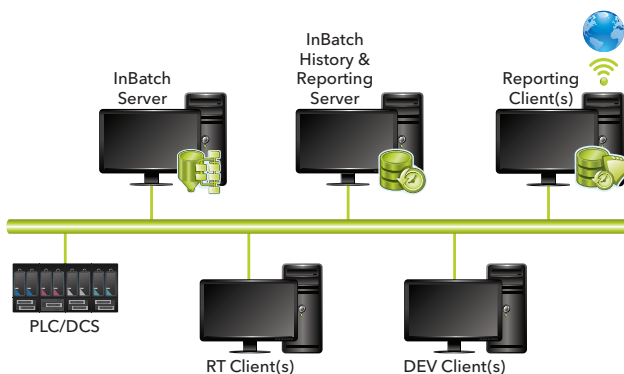 InBatch
Server
InBatch
History &
Reporting
Server
Reporting
Client(s)
PLC/DCS
RT Client(s)
DEV Client(s)